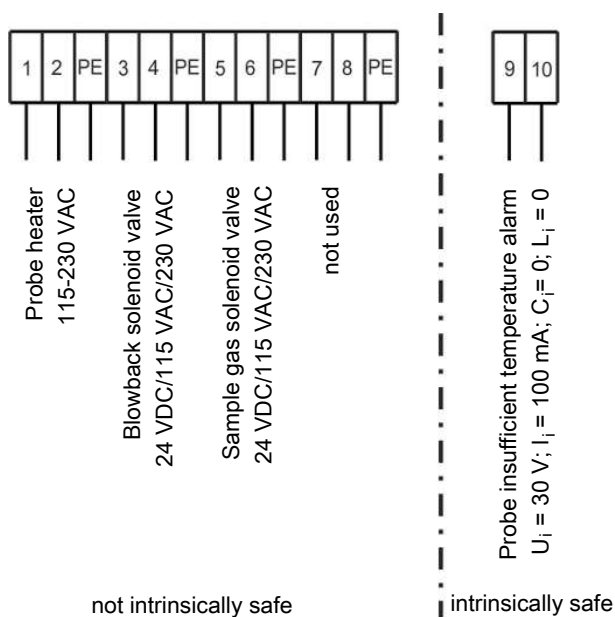 1 2 PE 3 4 PE 5 6 PE 7 8 PE
9 10
Probe heater
115-230 VAC
Blowback solenoid valve
24 VDC/115 VAC/230 VAC
Sample gas solenoid valve
24 VDC/115 VAC/230 VAC
not used
Probe insufficient temperature alarm
Ui = 30 V; Ii = 100 mA; Ci= 0; Li = 0
not intrinsically safe
intrinsically safe